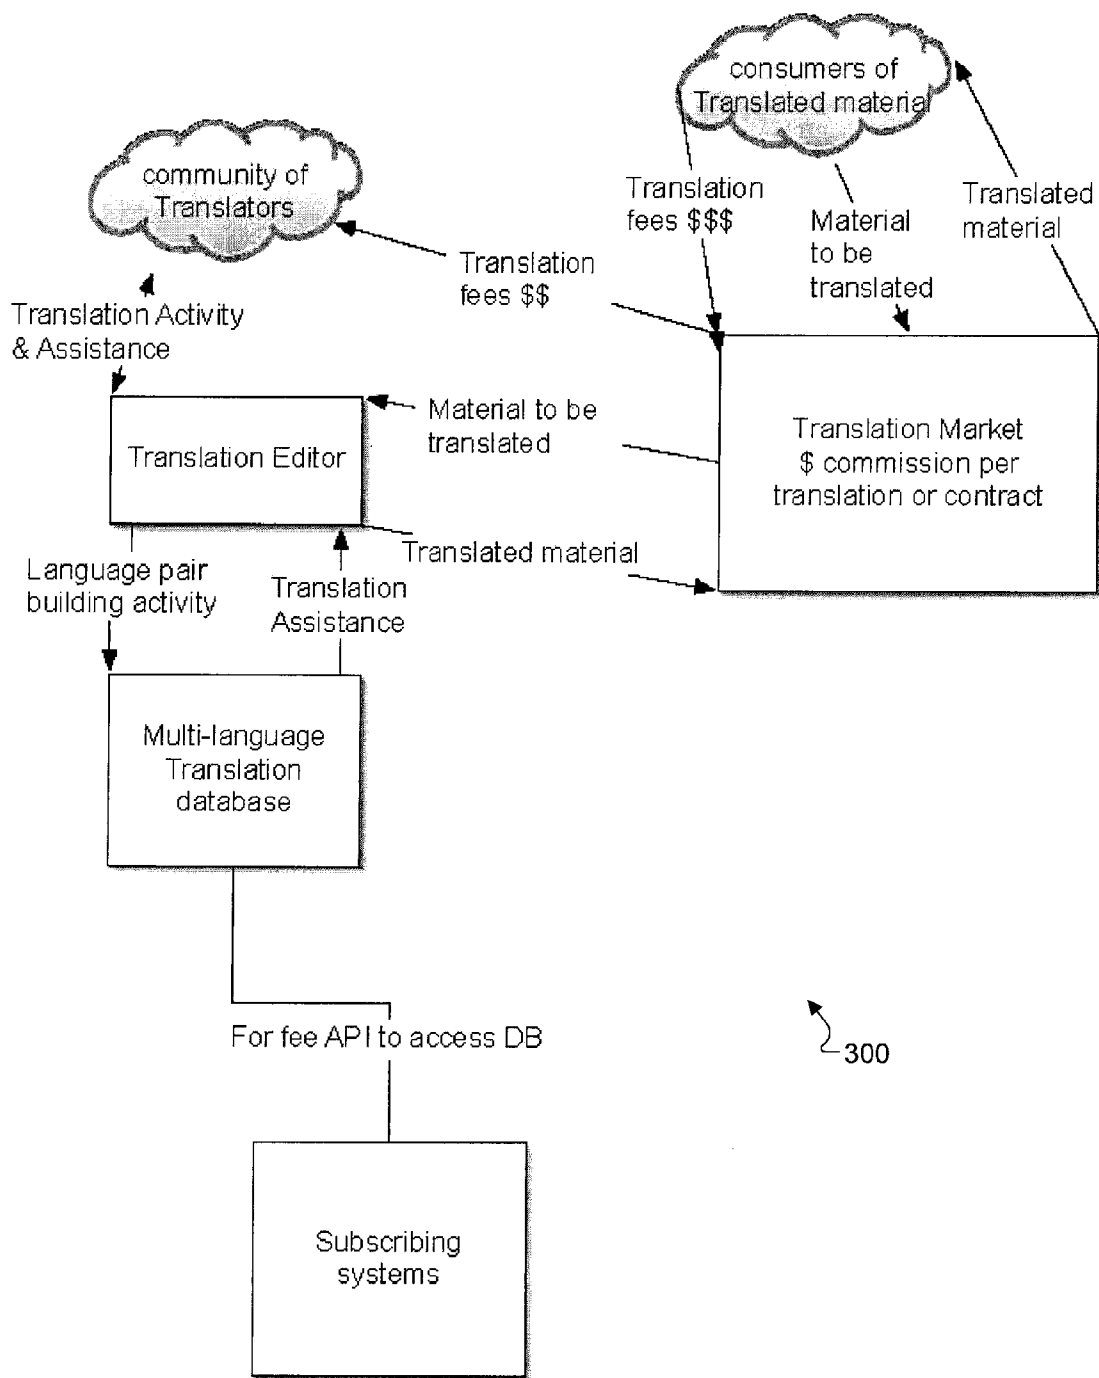 consumers of
Translated material
community of
Translators
Translation
fees $$$
Material
to be
translated
Translated
material
Translation
fees $$
Translation Activity
& Assistance
Translation Editor
Material to be
translated
Translation Market
$ commission per
translation or contract
Translated material
Language pair
building activity
Translation
Assistance
Multi-language
Translation
database
For fee API to access DB
300
Subscribing
systems